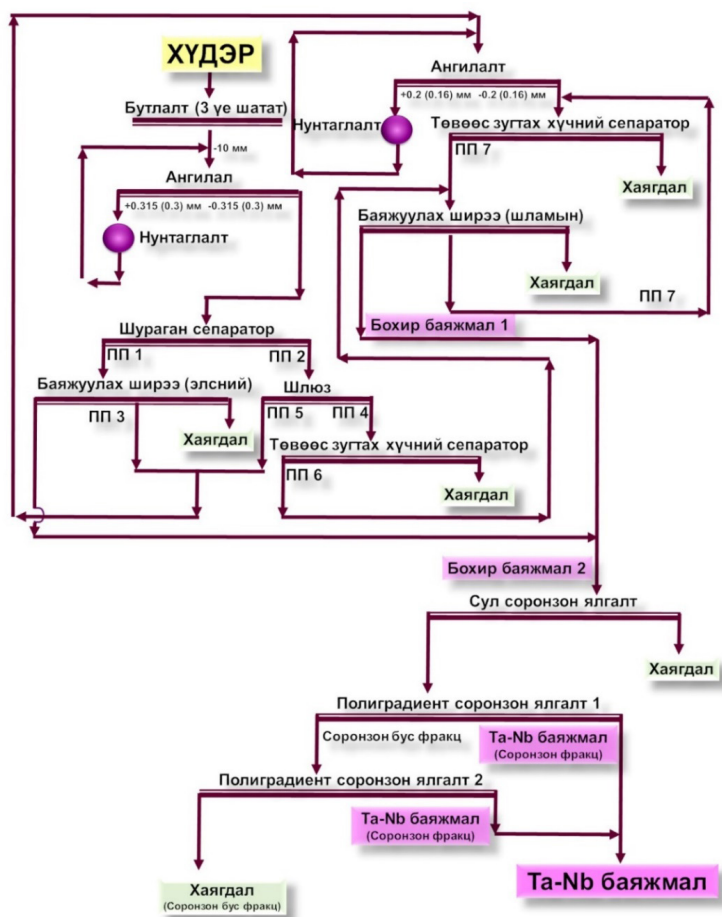 ХҮДЭР
Бутлалт (3 үе шатат)
-10 мм
Ангилал
+0.315 (0.3) мм -0.315 (0.3) мм
Нунтаглалт
Шураган сепаратор
ПП 1
ПП 2
Баяжуулах ширээ (элсний)
ПП 3
Хаягдал
Шлюз
ПП 5
ПП 4
Төвөөс зугтах хүчний сепаратор
ПП 6
Хаягдал
Ангилалт
+0.2 (0.16) мм -0.2 (0.16) мм
Нунтаглалт
Төвөөс зугтах хүчний сепаратор
ПП 7
Хаягдал
Баяжуулах ширээ (шламын)
Хаягдал
ПП 7
Бохир баяжмал 1
Бохир баяжмал 2
Сул соронзон ялгалт
Хаягдал
Полиградиент соронзон ялгалт 1
Соронзон бус фракц
Ta-Nb баяжмал
(Соронзон фракц)
Полиградиент соронзон ялгалт 2
Ta-Nb баяжмал
(Соронзон фракц)
Хаягдал
(Соронзон бус фракц)
Ta-Nb баяжмал